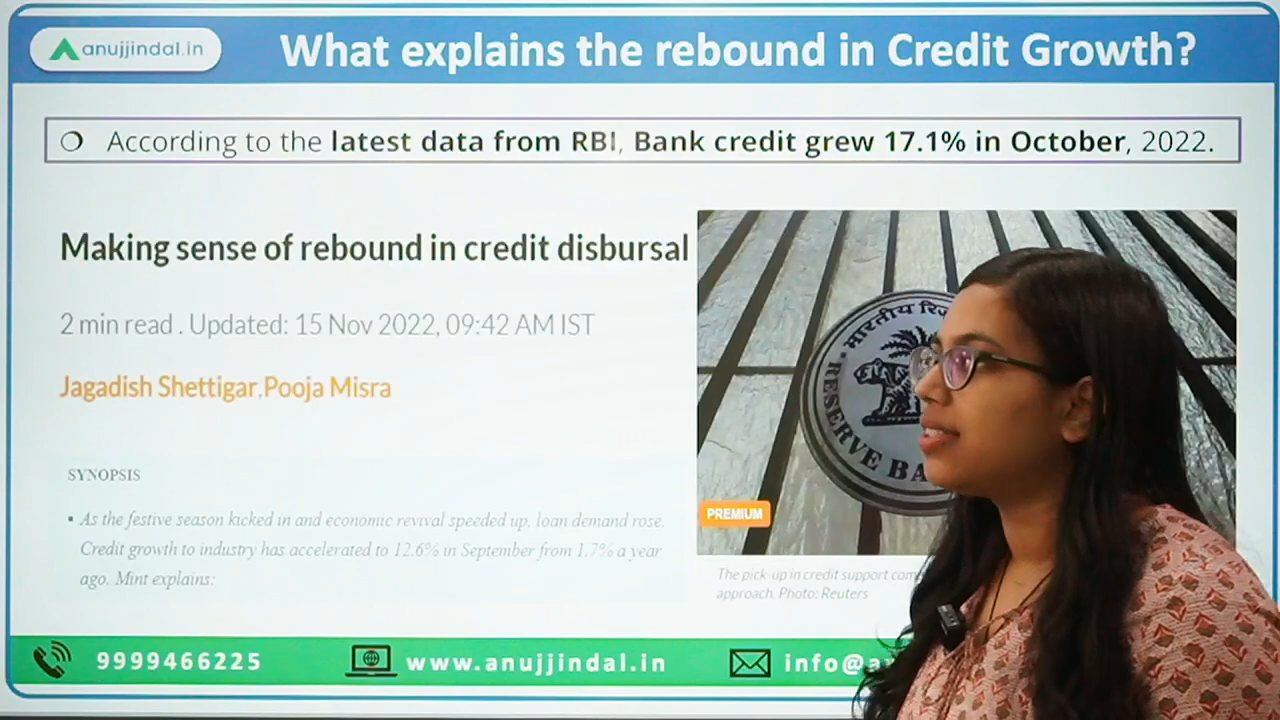 anujjindal.in
What explains the rebound in Credit Growth?
According to the latest data from RBI, Bank credit grew 17.1% in October, 2022.
Making sense of rebound in credit disbursal
2 min read . Updated: 15 Nov 2022, 09:42 AM IST
Jagadish Shettigar,Pooja Misra
SYNOPSIS
▪ As the festive season kicked in and economic revival speeded up, loan demand rose.
Credit growth to industry has accelerated to 12.6% in September from 1.7% a year
ago. Mint explains:
भारतीय
RESERVE
PREMIUM
The pick-up in credit support
approach. Photo: Reuters
9999466225
www.anujjindal.in